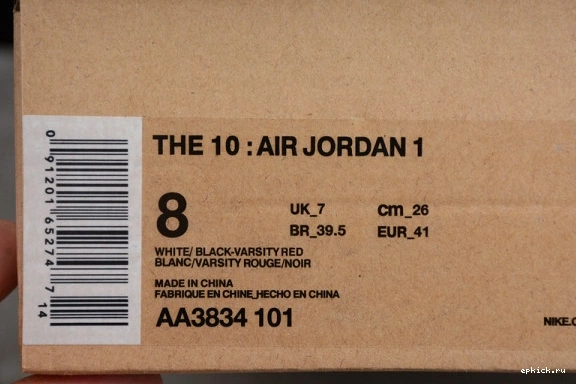 THE 10 : AIR JORDAN 1
8
UK_7 cm_26
BR_39.5 EUR_41
WHITE/ BLACK-VARSITY RED
BLANC/VARSITY ROUGE/NOIR
MADE IN CHINA
FABRIQUE EN CHINE_HECHO EN CHINA
AA3834 101
NIKE.C
0 91201 65274 7 14
epkick.ru